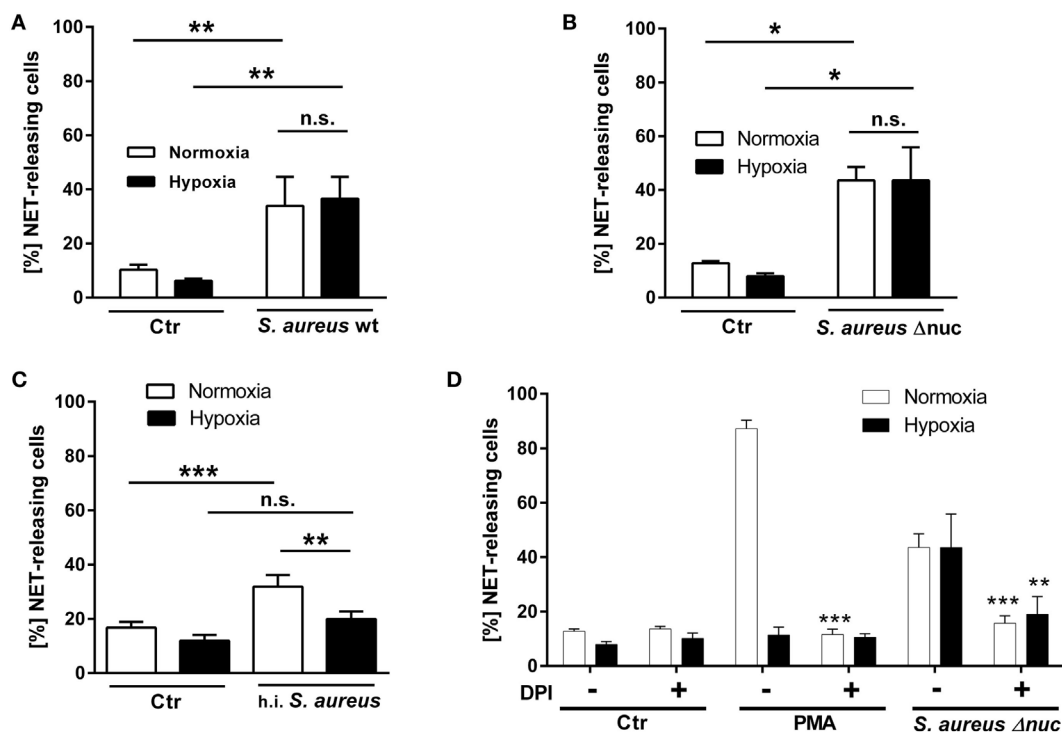 A
[%] NET-releasing cells
100
80
60
40
20
0
**
**
n.s.
Normoxia
Hypoxia
Ctr
S. aureus wt
B
[%] NET-releasing cells
100
80
60
40
20
0
*
*
n.s.
Normoxia
Hypoxia
Ctr
S. aureus Δnuc
C
[%] NET-releasing cells
Normoxia
Hypoxia
100
80
60
40
20
0
***
n.s.
**
Ctr
h.i. S. aureus
D
[%] NET-releasing cells
100
80
60
40
20
0
Normoxia
Hypoxia
***
***
**
DPI - + - + - +
Ctr PMA S. aureus Δnuc